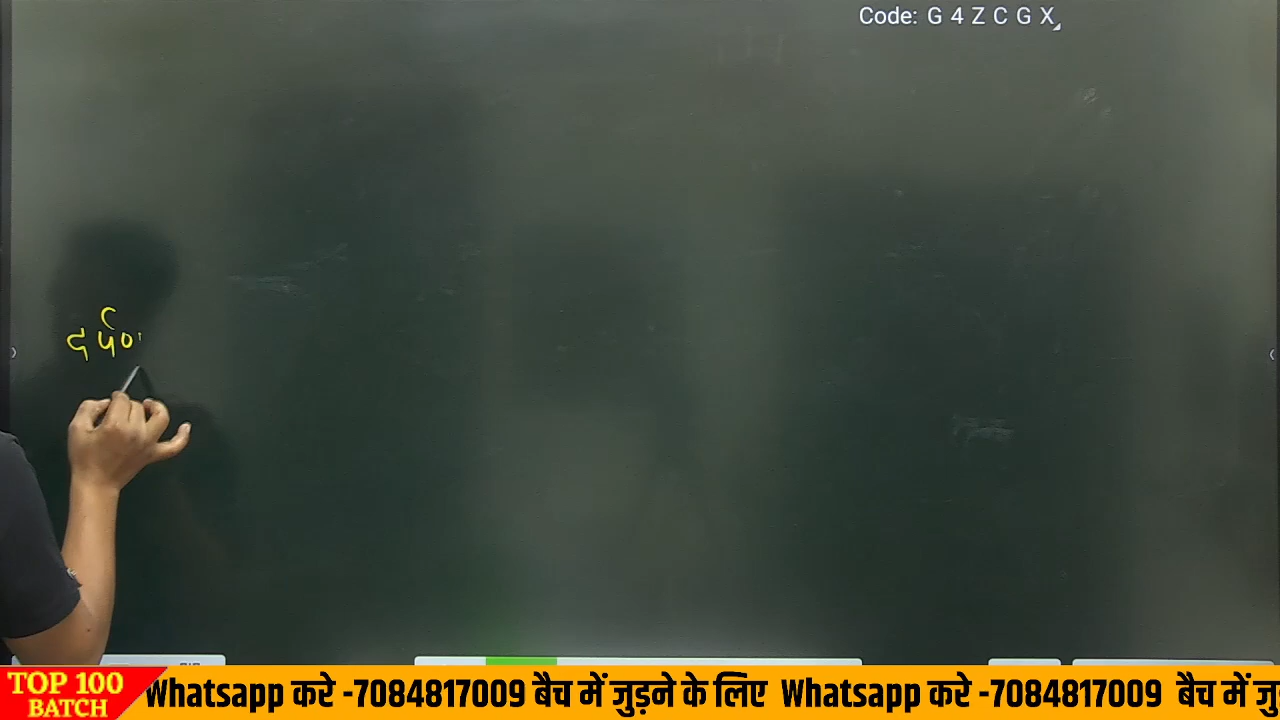 Code: G 4 Z C G X
TOP 100
BATCH
Whatsapp करे -7084817009 बैच में जुड़ने के लिए Whatsapp करे -7084817009 बैच में जु